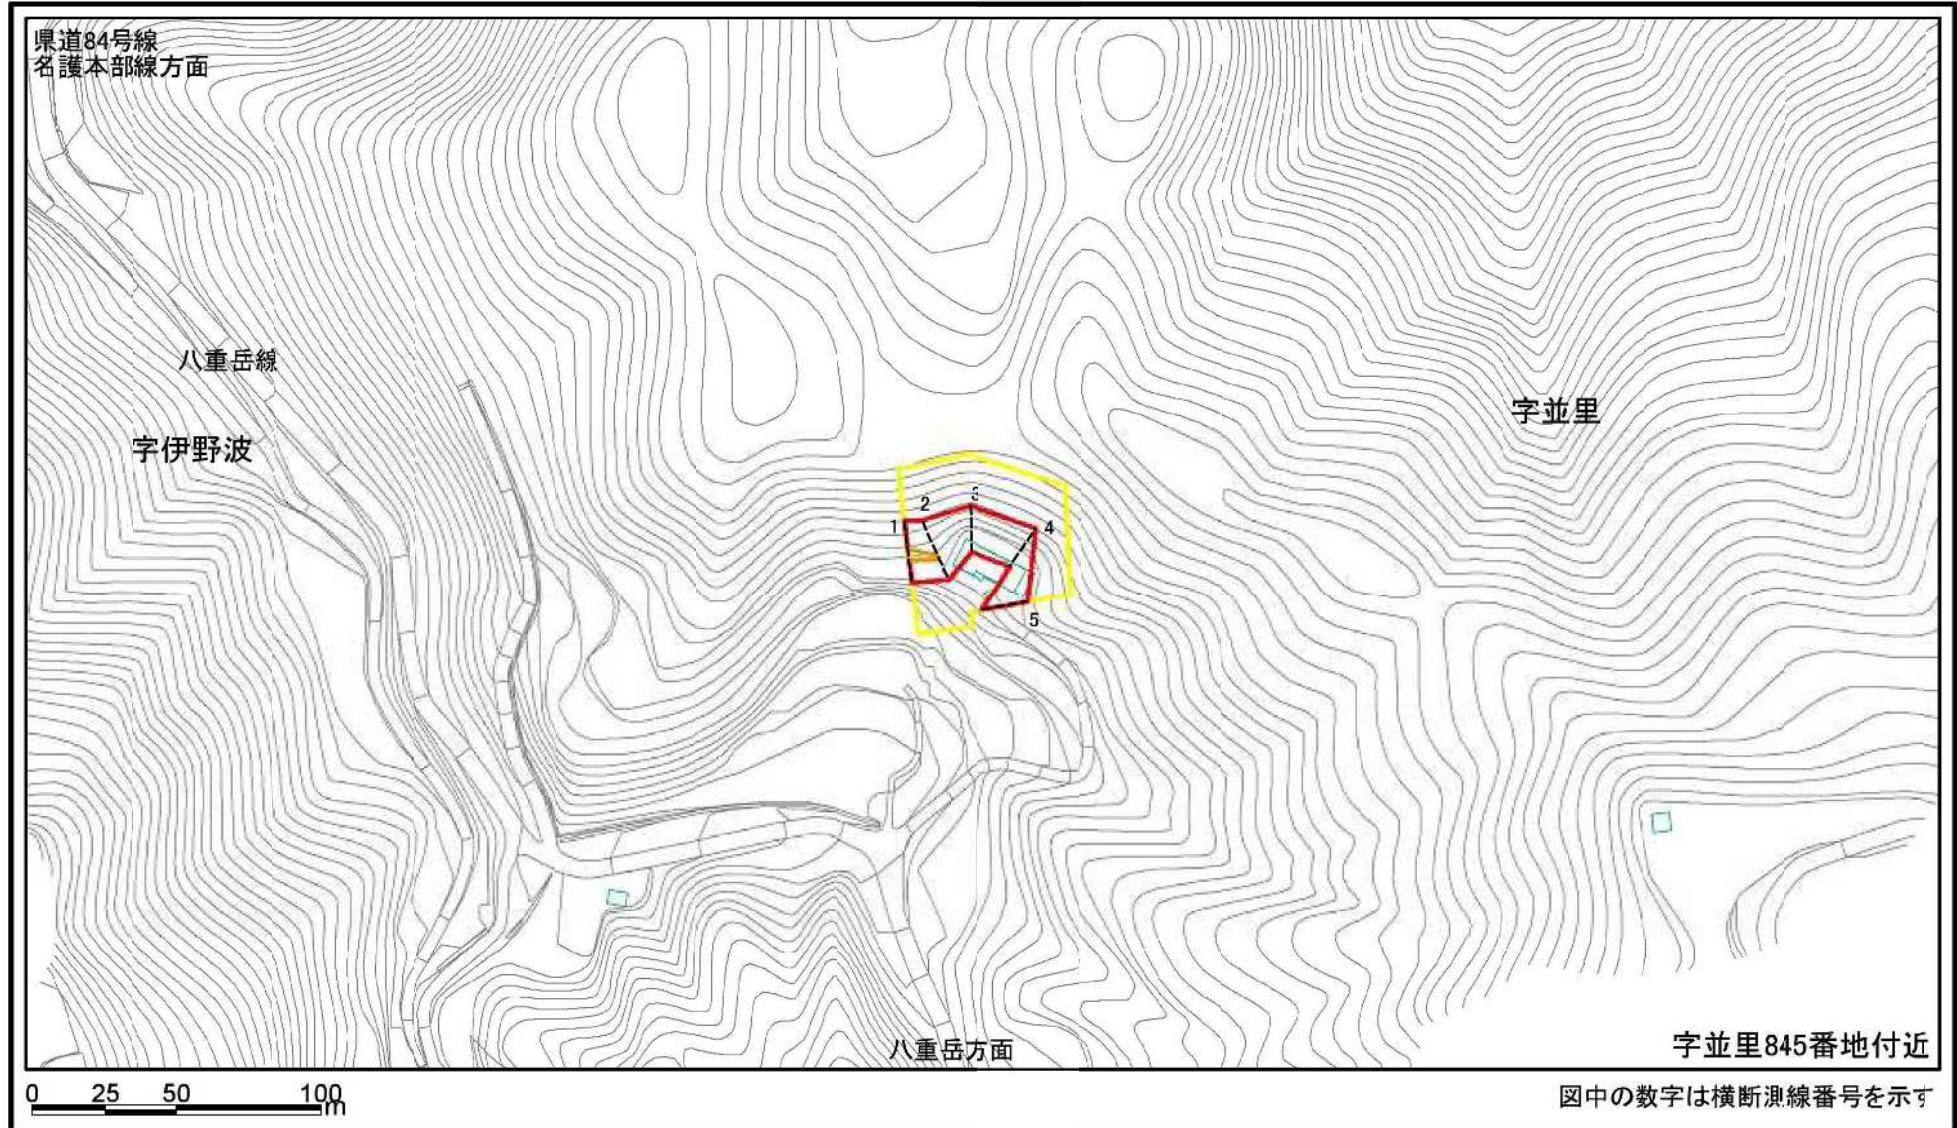 県道84号線
名護本部線方面
八重岳線
字並里
字伊野波
3
2
1
4
5
八重岳方面
字並里845番地付近
0 25 50 100
m
図中の数字は横断測線番号を示す